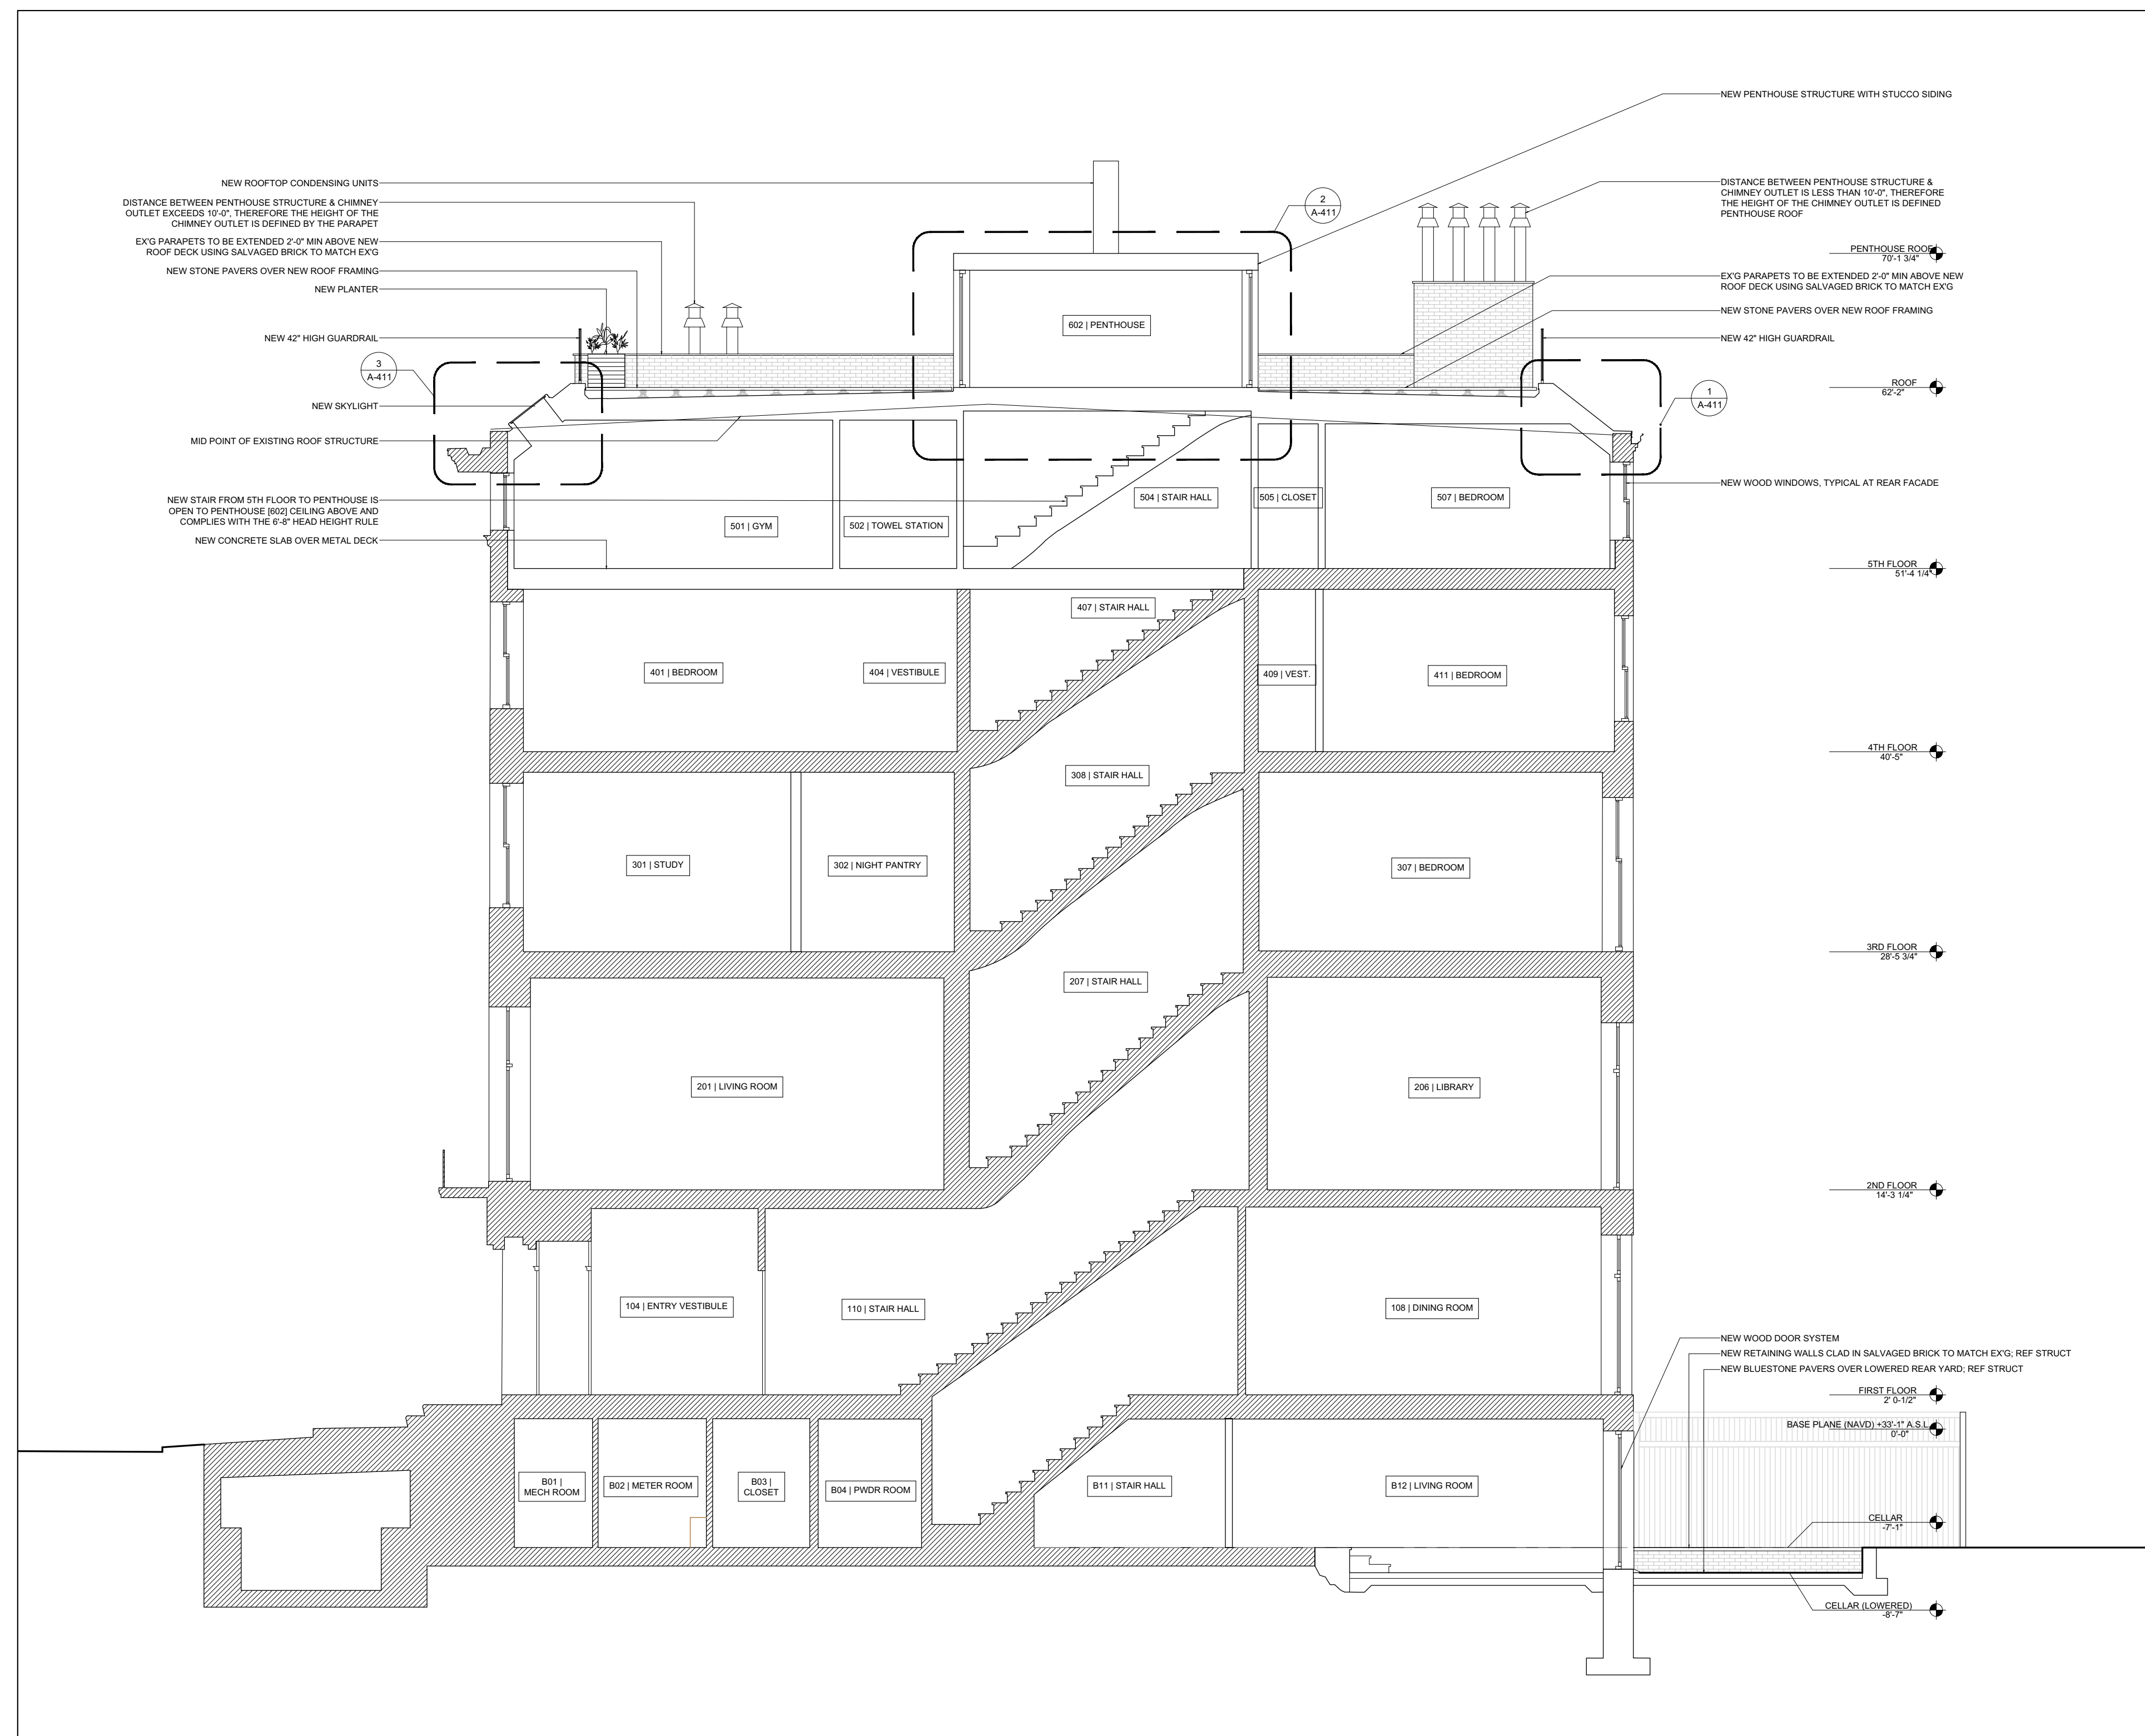 NEW PENTHOUSE STRUCTURE WITH STUCCO SIDING
NEW ROOFTOP CONDENSING UNITS
DISTANCE BETWEEN PENTHOUSE STRUCTURE & CHIMNEY
OUTLET EXCEEDS 10'-0", THEREFORE THE HEIGHT OF THE
CHIMNEY OUTLET IS DEFINED BY THE PARAPET
EX'G PARAPETS TO BE EXTENDED 2'-0" MIN ABOVE NEW
ROOF DECK USING SALVAGED BRICK TO MATCH EX'G
NEW STONE PAVERS OVER NEW ROOF FRAMING
NEW PLANTER
NEW 42" HIGH GUARDRAIL
3
A-411
NEW SKYLIGHT
MID POINT OF EXISTING ROOF STRUCTURE
NEW STAIR FROM 5TH FLOOR TO PENTHOUSE IS
OPEN TO PENTHOUSE [602] CEILING ABOVE AND
COMPLIES WITH THE 6'-8" HEAD HEIGHT RULE
NEW CONCRETE SLAB OVER METAL DECK
2
A-411
DISTANCE BETWEEN PENTHOUSE STRUCTURE &
CHIMNEY OUTLET IS LESS THAN 10'-0", THEREFORE
THE HEIGHT OF THE CHIMNEY OUTLET IS DEFINED
PENTHOUSE ROOF
PENTHOUSE ROOF
70'-1 3/4"
EX'G PARAPETS TO BE EXTENDED 2'-0" MIN ABOVE NEW
ROOF DECK USING SALVAGED BRICK TO MATCH EX'G
NEW STONE PAVERS OVER NEW ROOF FRAMING
NEW 42" HIGH GUARDRAIL
ROOF
62'-2"
1
A-411
NEW WOOD WINDOWS, TYPICAL AT REAR FACADE
602 | PENTHOUSE
501 | GYM
502 | TOWEL STATION
504 | STAIR HALL
505 | CLOSET
507 | BEDROOM
5TH FLOOR
51'-4 1/4"
407 | STAIR HALL
401 | BEDROOM
404 | VESTIBULE
409 | VEST.
411 | BEDROOM
4TH FLOOR
40'-5"
308 | STAIR HALL
301 | STUDY
302 | NIGHT PANTRY
307 | BEDROOM
3RD FLOOR
28'-5 3/4"
207 | STAIR HALL
201 | LIVING ROOM
206 | LIBRARY
2ND FLOOR
14'-3 1/4"
104 | ENTRY VESTIBULE
110 | STAIR HALL
108 | DINING ROOM
NEW WOOD DOOR SYSTEM
NEW RETAINING WALLS CLAD IN SALVAGED BRICK TO MATCH EX'G; REF STRUCT
NEW BLUESTONE PAVERS OVER LOWERED REAR YARD; REF STRUCT
FIRST FLOOR
2' 0-1/2"
BASE PLANE (NAVD) +33'-1" A.S.L.
0'-0"
B01 |
MECH ROOM
B02 | METER ROOM
B03 |
CLOSET
B04 | PWDR ROOM
B11 | STAIR HALL
B12 | LIVING ROOM
CELLAR
-7'-1"
CELLAR (LOWERED)
-8'-7"